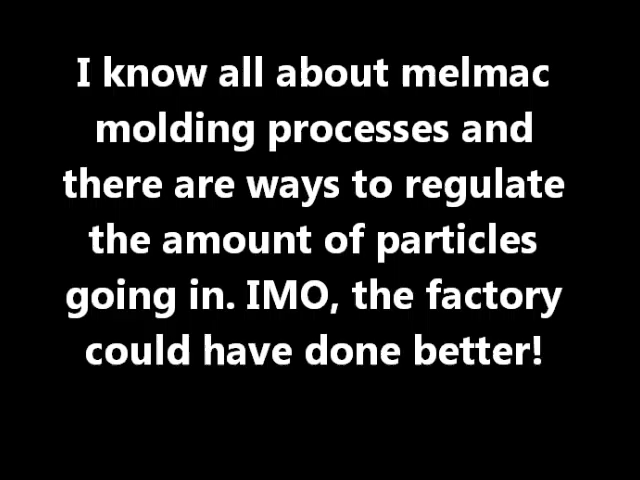 I know all about melmac
molding processes and
there are ways to regulate
the amount of particles
going in. IMO, the factory
could have done better!